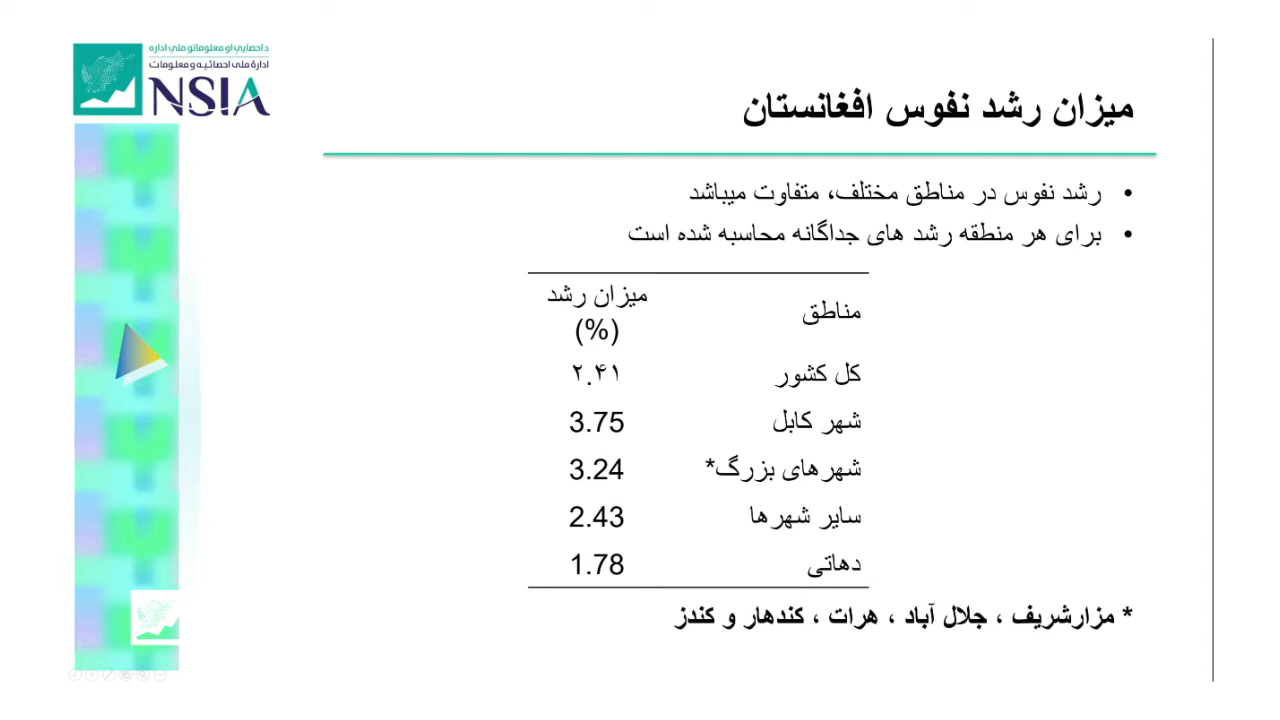 د احصایې او معلوماتو ملي اداره
ادارهٔ ملی احصائیه و معلومات
NSIA
میزان رشد نفوس افغانستان
• رشد نفوس در مناطق مختلف، متفاوت میباشد
• برای هر منطقه رشد های جداگانه محاسبه شده است
مناطق میزان رشد (%)
کل کشور ۲.۴۱
شهر کابل 3.75
شهرهای بزرگ* 3.24
سایر شهرها 2.43
دهاتی 1.78
* مزارشریف ، جلال آباد ، هرات ، کندهار و کندز